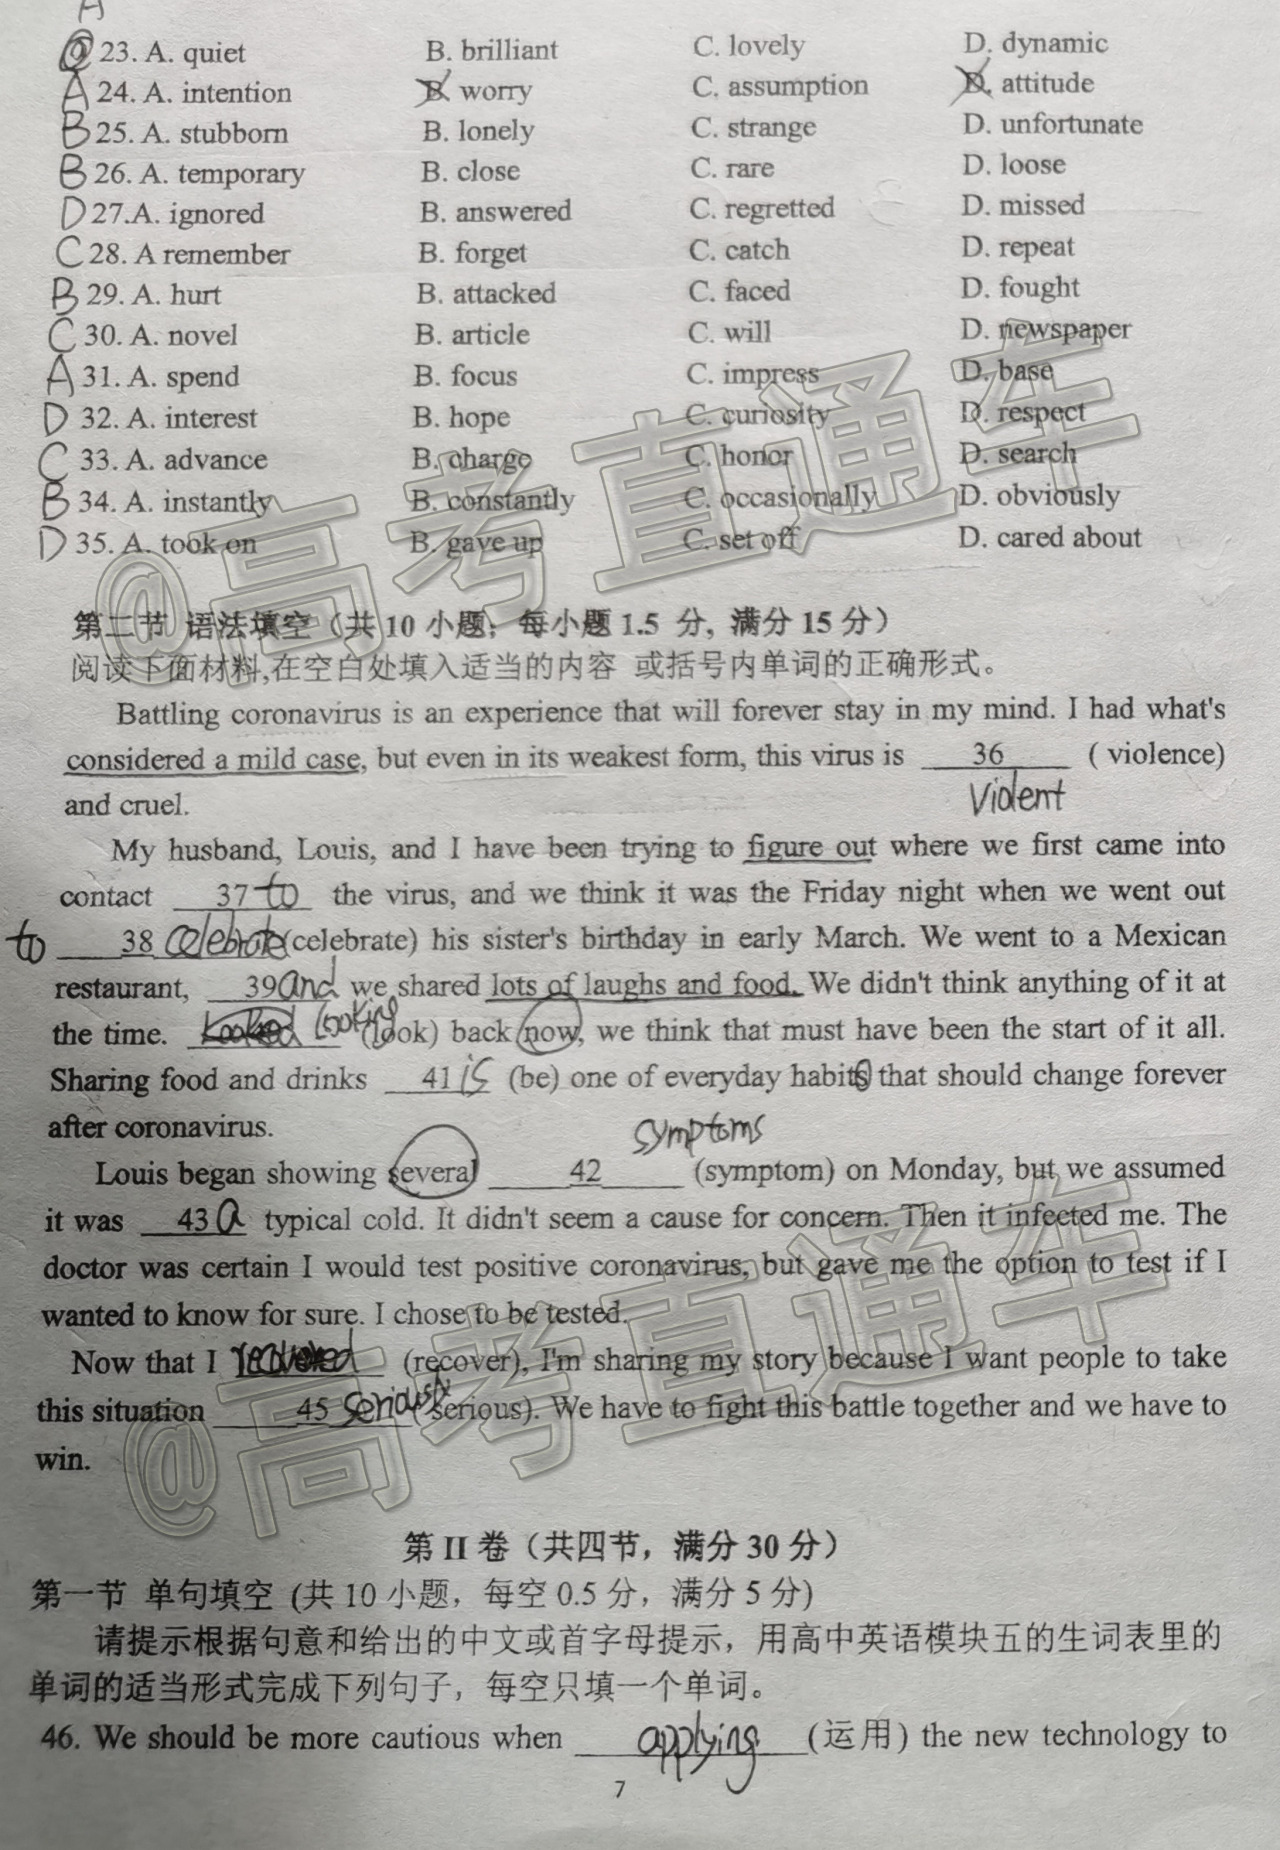 A
23. A. quiet B. brilliant C. lovely D. dynamic
A 24. A. intention B. worry C. assumption D. attitude
B 25. A. stubborn B. lonely C. strange D. unfortunate
B 26. A. temporary B. close C. rare D. loose
D 27.A. ignored B. answered C. regretted D. missed
C 28. A remember B. forget C. catch D. repeat
B 29. A. hurt B. attacked C. faced D. fought
C 30. A. novel B. article C. will D. newspaper
A 31. A. spend B. focus C. impress D. base
D 32. A. interest B. hope C. curiosity D. respect
C 33. A. advance B. charge C. honor D. search
B 34. A. instantly B. constantly C. occasionally D. obviously
D 35. A. took on B. gave up C. set off D. cared about
@高考直通车
第二节 语法填空（共 10 小题；每小题 1.5 分, 满分 15 分）
阅读下面材料,在空白处填入适当的内容 或括号内单词的正确形式。
Battling coronavirus is an experience that will forever stay in my mind. I had what's
considered a mild case, but even in its weakest form, this virus is 36 ( violence)
violent
and cruel.
My husband, Louis, and I have been trying to figure out where we first came into
contact 37 to the virus, and we think it was the Friday night when we went out
to 38 celebrate (celebrate) his sister's birthday in early March. We went to a Mexican
restaurant, 39 and we shared lots of laughs and food. We didn't think anything of it at
the time. Looking (look) back now, we think that must have been the start of it all.
Sharing food and drinks 41 is (be) one of everyday habits that should change forever
after coronavirus.
symptoms
Louis began showing several 42 (symptom) on Monday, but we assumed
it was 43 a typical cold. It didn't seem a cause for concern. Then it infected me. The
doctor was certain I would test positive coronavirus, but gave me the option to test if I
wanted to know for sure. I chose to be tested.
Now that I (recover), I'm sharing my story because I want people to take
this situation 45 seriously ( serious). We have to fight this battle together and we have to
win.
@高考直通车
第 II 卷（共四节，满分 30 分）
第一节 单句填空 (共 10 小题，每空 0.5 分，满分 5 分)
请提示根据句意和给出的中文或首字母提示，用高中英语模块五的生词表里的
单词的适当形式完成下列句子，每空只填一个单词。
46. We should be more cautious when applying (运用) the new technology to
7